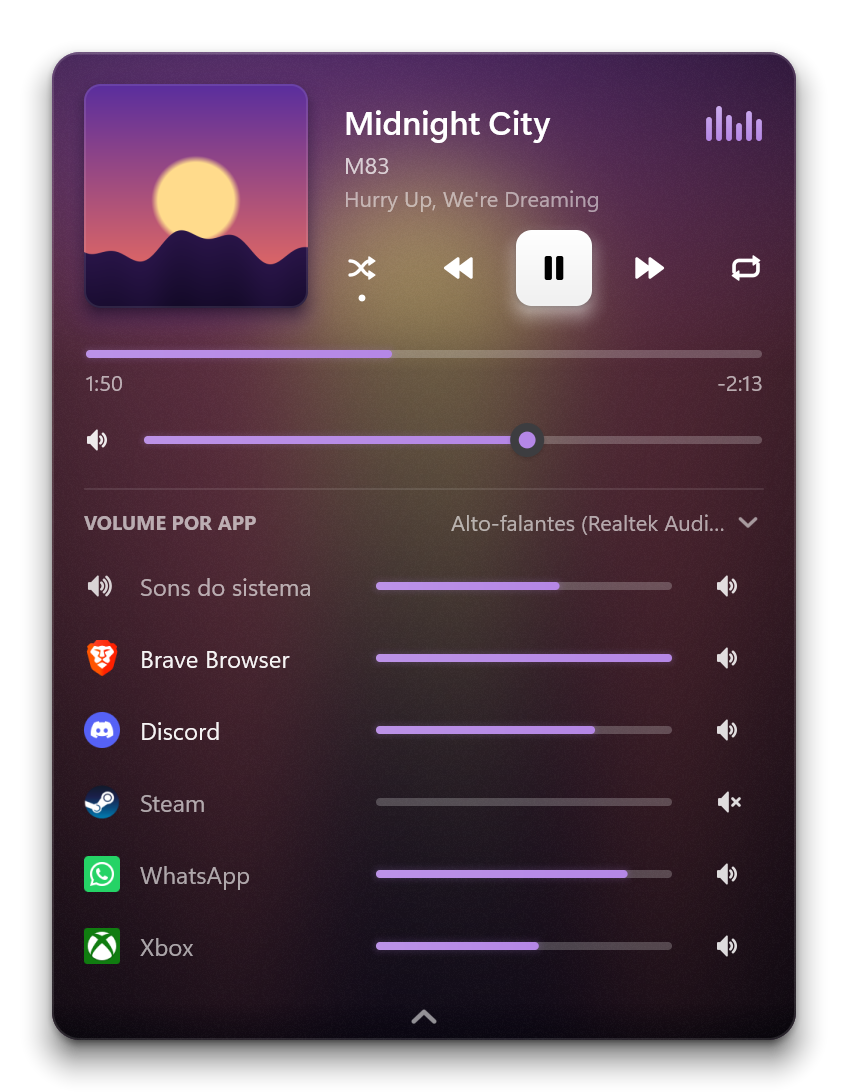 Midnight City
M83
Hurry Up, We're Dreaming
1:50
-2:13
VOLUME POR APP
Alto-falantes (Realtek Audi...
Sons do sistema
Brave Browser
Discord
Steam
WhatsApp
Xbox